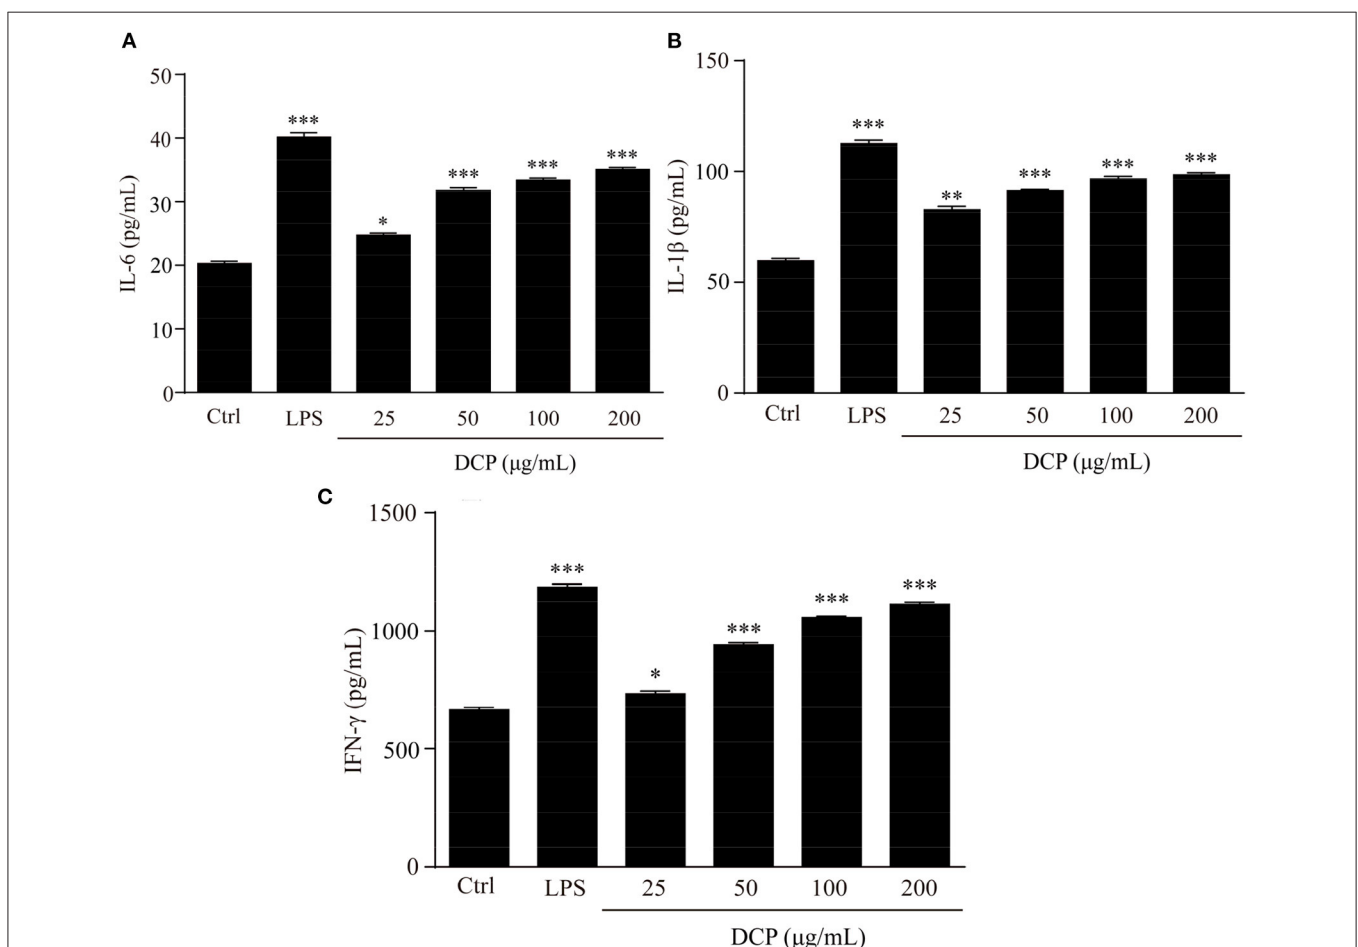 A
50
40
30
20
10
0
IL-6 (pg/mL)
***
*
***
***
***
Ctrl LPS 25 50 100 200
DCP (μg/mL)
B
150
100
50
0
IL-1β (pg/mL)
***
**
***
***
***
Ctrl LPS 25 50 100 200
DCP (μg/mL)
C
1500
1000
500
0
IFN-γ (pg/mL)
***
*
***
***
***
Ctrl LPS 25 50 100 200
DCP (μg/mL)